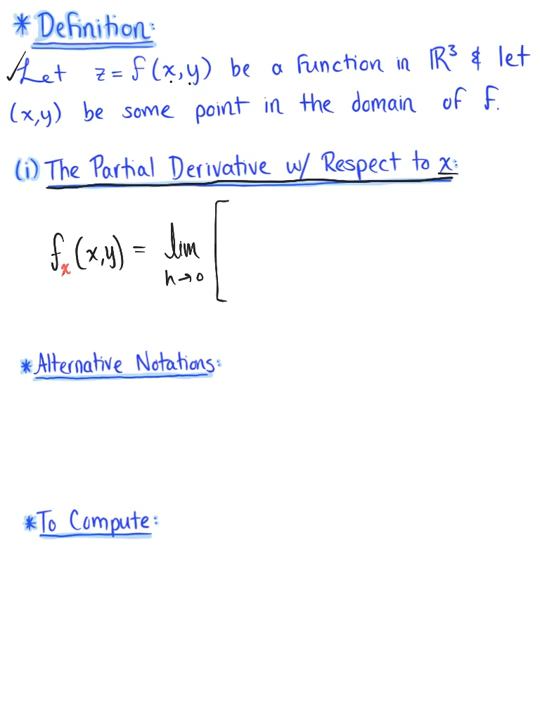 * Definition:
Let z = f(x,y) be a function in ℝ³ & let
(x,y) be some point in the domain of f.
(i) The Partial Derivative w/ Respect to x:
fₓ(x,y) = lim h→0 [
* Alternative Notations:
* To Compute: